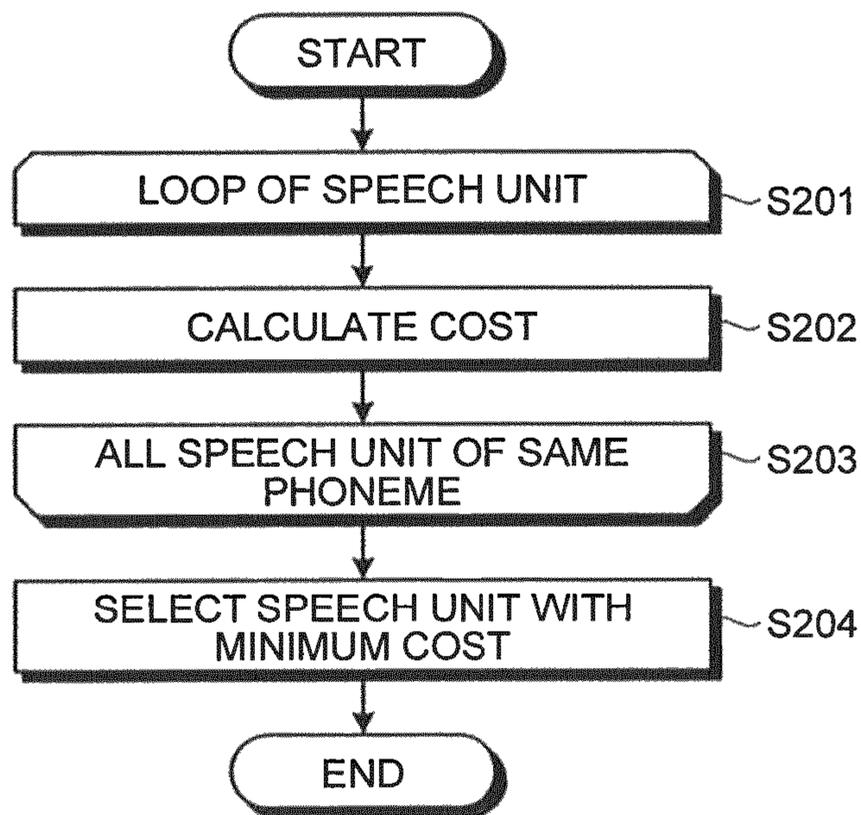 START
LOOP OF SPEECH UNIT
S201
CALCULATE COST
S202
ALL SPEECH UNIT OF SAME
PHONEME
S203
SELECT SPEECH UNIT WITH
MINIMUM COST
S204
END